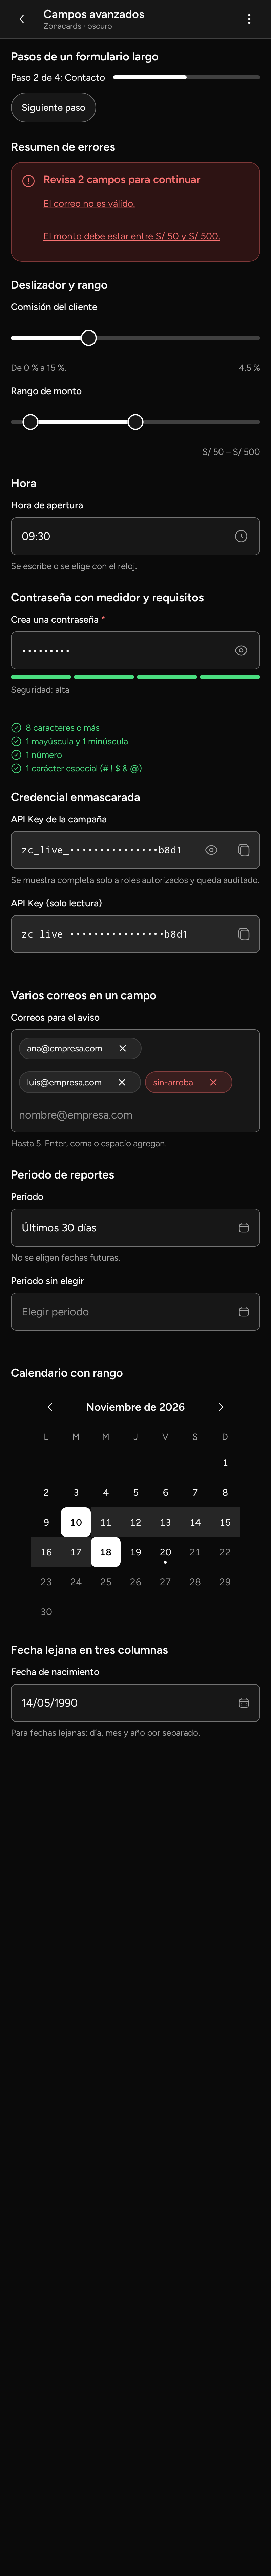 Campos avanzados
Zonacards · oscuro
Pasos de un formulario largo
Paso 2 de 4: Contacto
Siguiente paso
Resumen de errores
Revisa 2 campos para continuar
El correo no es válido.
El monto debe estar entre S/ 50 y S/ 500.
Deslizador y rango
Comisión del cliente
De 0 % a 15 %. 4,5 %
Rango de monto
S/ 50 – S/ 500
Hora
Hora de apertura
09:30
Se escribe o se elige con el reloj.
Contraseña con medidor y requisitos
Crea una contraseña *
•••••••••
Seguridad: alta
8 caracteres o más
1 mayúscula y 1 minúscula
1 número
1 carácter especial (# ! $ & @)
Credencial enmascarada
API Key de la campaña
zc_live_••••••••••••••••b8d1
Se muestra completa solo a roles autorizados y queda auditado.
API Key (solo lectura)
zc_live_•••••••••••••••••b8d1
Varios correos en un campo
Correos para el aviso
ana@empresa.com
luis@empresa.com sin-arroba
nombre@empresa.com
Hasta 5. Enter, coma o espacio agregan.
Periodo de reportes
Periodo
Últimos 30 días
No se eligen fechas futuras.
Periodo sin elegir
Elegir periodo
Calendario con rango
Noviembre de 2026
L M M J V S D
1
2 3 4 5 6 7 8
9 10 11 12 13 14 15
16 17 18 19 20 21 22
23 24 25 26 27 28 29
30
Fecha lejana en tres columnas
Fecha de nacimiento
14/05/1990
Para fechas lejanas: día, mes y año por separado.